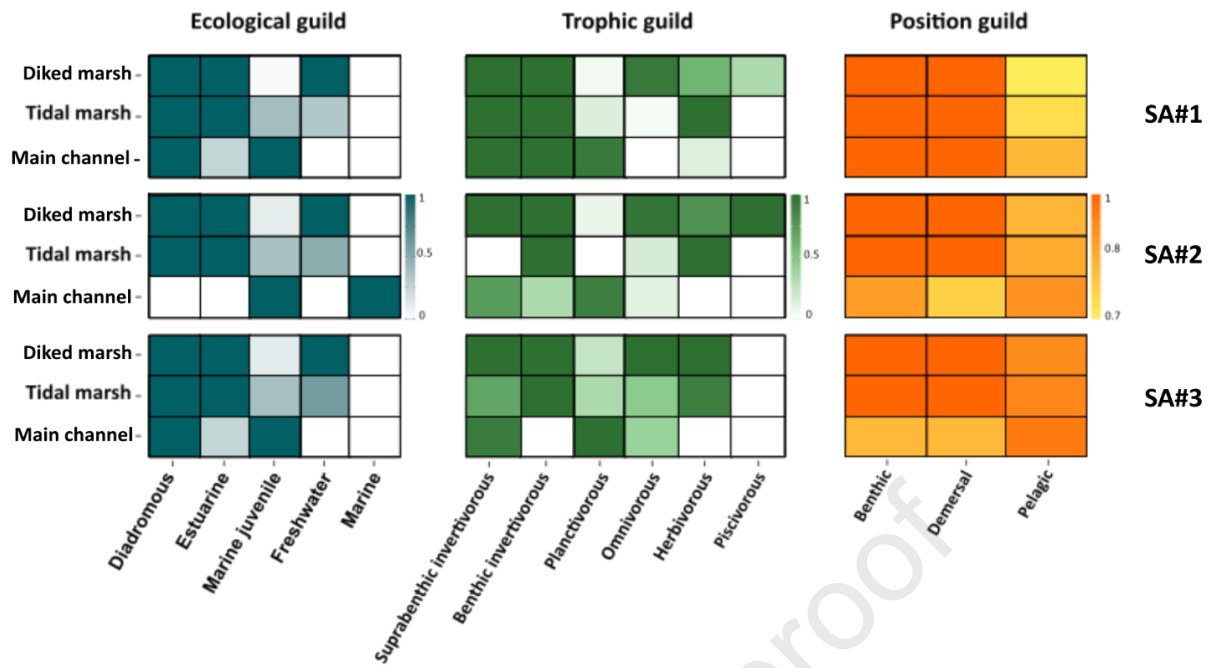 Ecological guild
Trophic guild
Position guild
Diked marsh
Tidal marsh
Main channel
SA#1
Diked marsh
Tidal marsh
Main channel
1
0.5
0
1
0.5
0
1
0.8
0.7
SA#2
Diked marsh
Tidal marsh
Main channel
SA#3
Diadromous
Estuarine
Marine juvenile
Freshwater
Marine
Suprabenthic invertivorous
Benthic invertivorous
Planctivorous
Omnivorous
Herbivorous
Piscivorous
Benthic
Demersal
Pelagic
proof